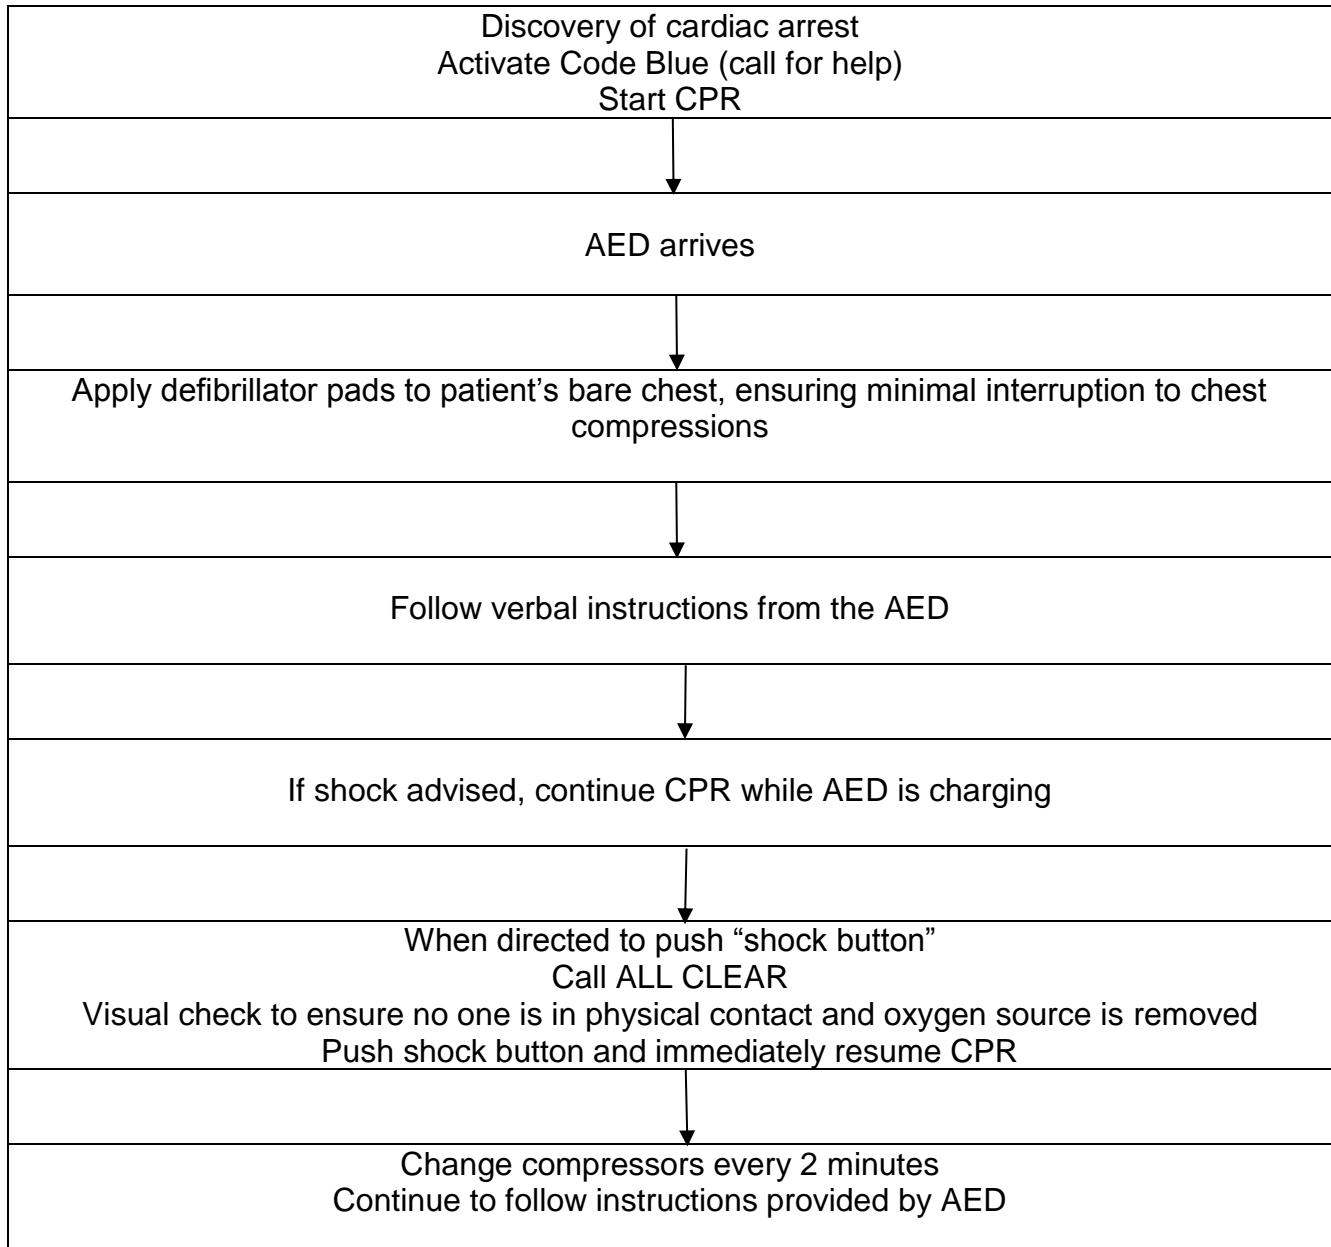 Discovery of cardiac arrest
Activate Code Blue (call for help)
Start CPR
AED arrives
Apply defibrillator pads to patient’s bare chest, ensuring minimal interruption to chest
compressions
Follow verbal instructions from the AED
If shock advised, continue CPR while AED is charging
When directed to push “shock button”
Call ALL CLEAR
Visual check to ensure no one is in physical contact and oxygen source is removed
Push shock button and immediately resume CPR
Change compressors every 2 minutes
Continue to follow instructions provided by AED